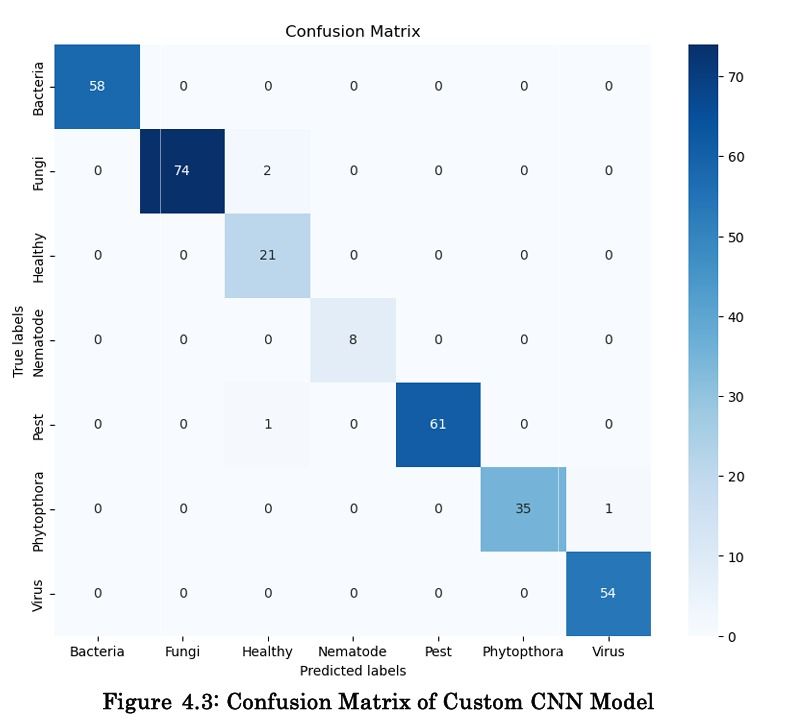 Confusion Matrix
Bacteria 58 0 0 0 0 0 0
Fungi 0 74 2 0 0 0 0
Healthy 0 0 21 0 0 0 0
Nematode 0 0 0 8 0 0 0
Pest 0 0 1 0 61 0 0
Phytopthora 0 0 0 0 0 35 1
Virus 0 0 0 0 0 0 54
True labels
Bacteria Fungi Healthy Nematode Pest Phytopthora Virus
Predicted labels
70
60
50
40
30
20
10
0
Figure 4.3: Confusion Matrix of Custom CNN Model